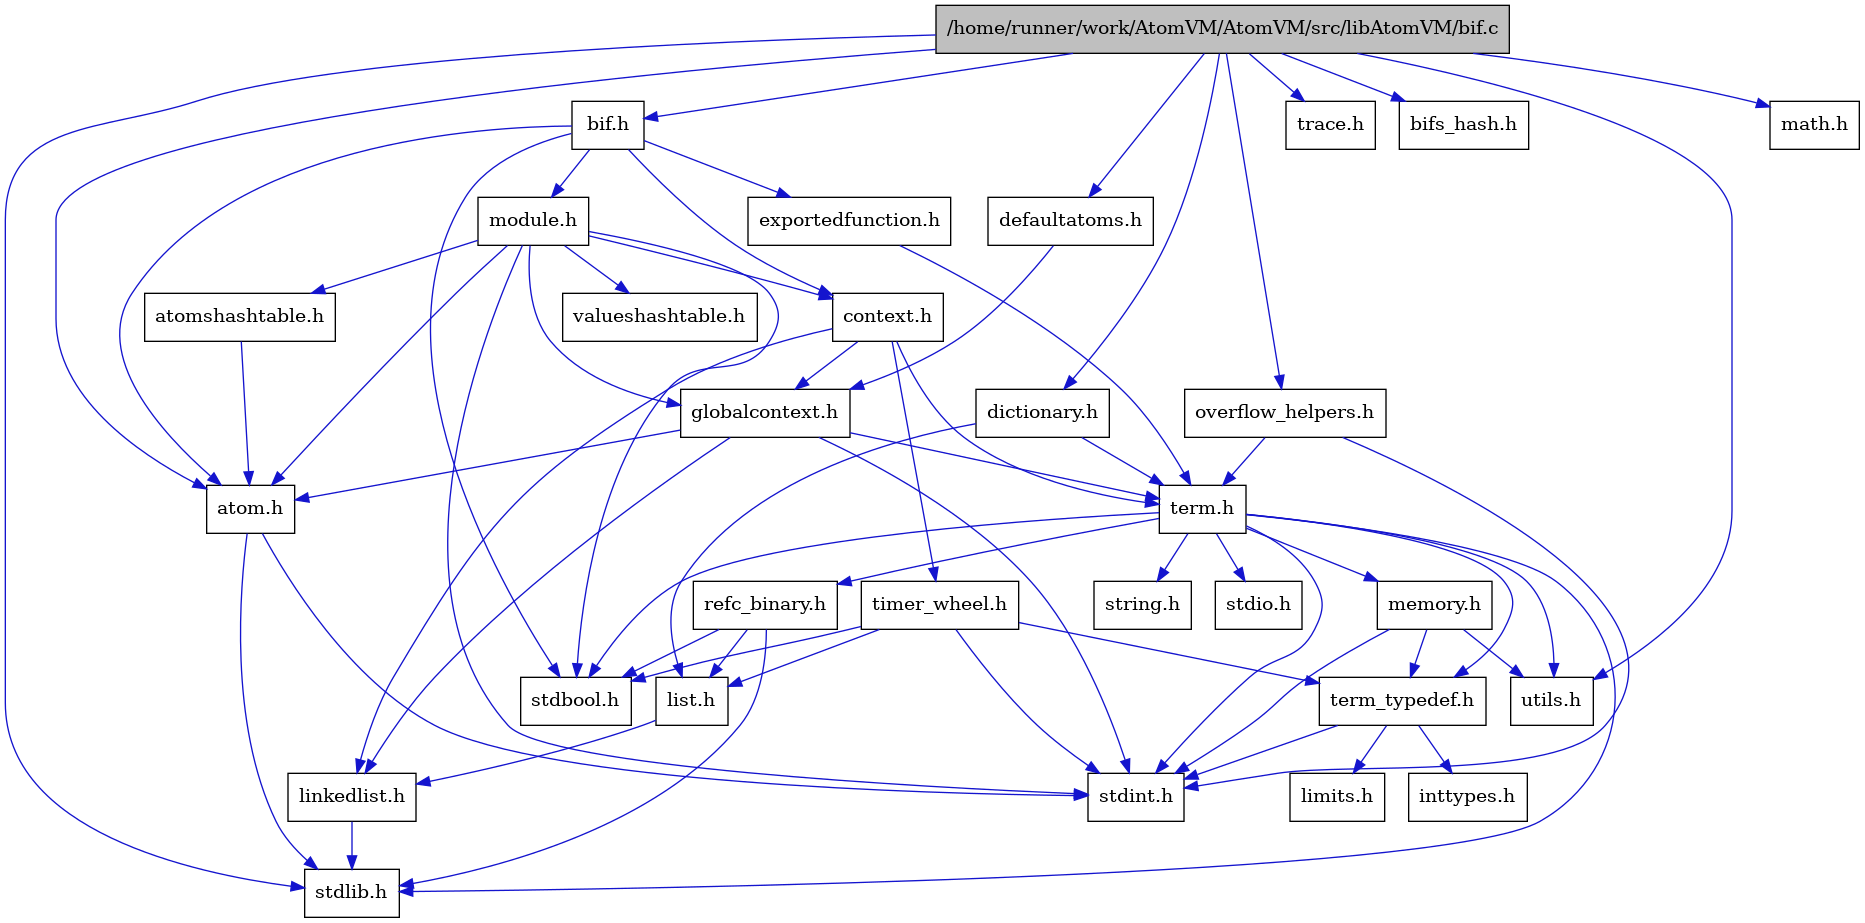 /home/runner/work/AtomVM/AtomVM/src/libAtomVM/bif.c
bif.h
trace.h
bifs_hash.h
math.h
module.h
exportedfunction.h
defaultatoms.h
atomshashtable.h
valueshashtable.h
context.h
globalcontext.h
dictionary.h
overflow_helpers.h
atom.h
term.h
refc_binary.h
timer_wheel.h
string.h
stdio.h
memory.h
stdbool.h
list.h
term_typedef.h
utils.h
linkedlist.h
stdint.h
limits.h
inttypes.h
stdlib.h